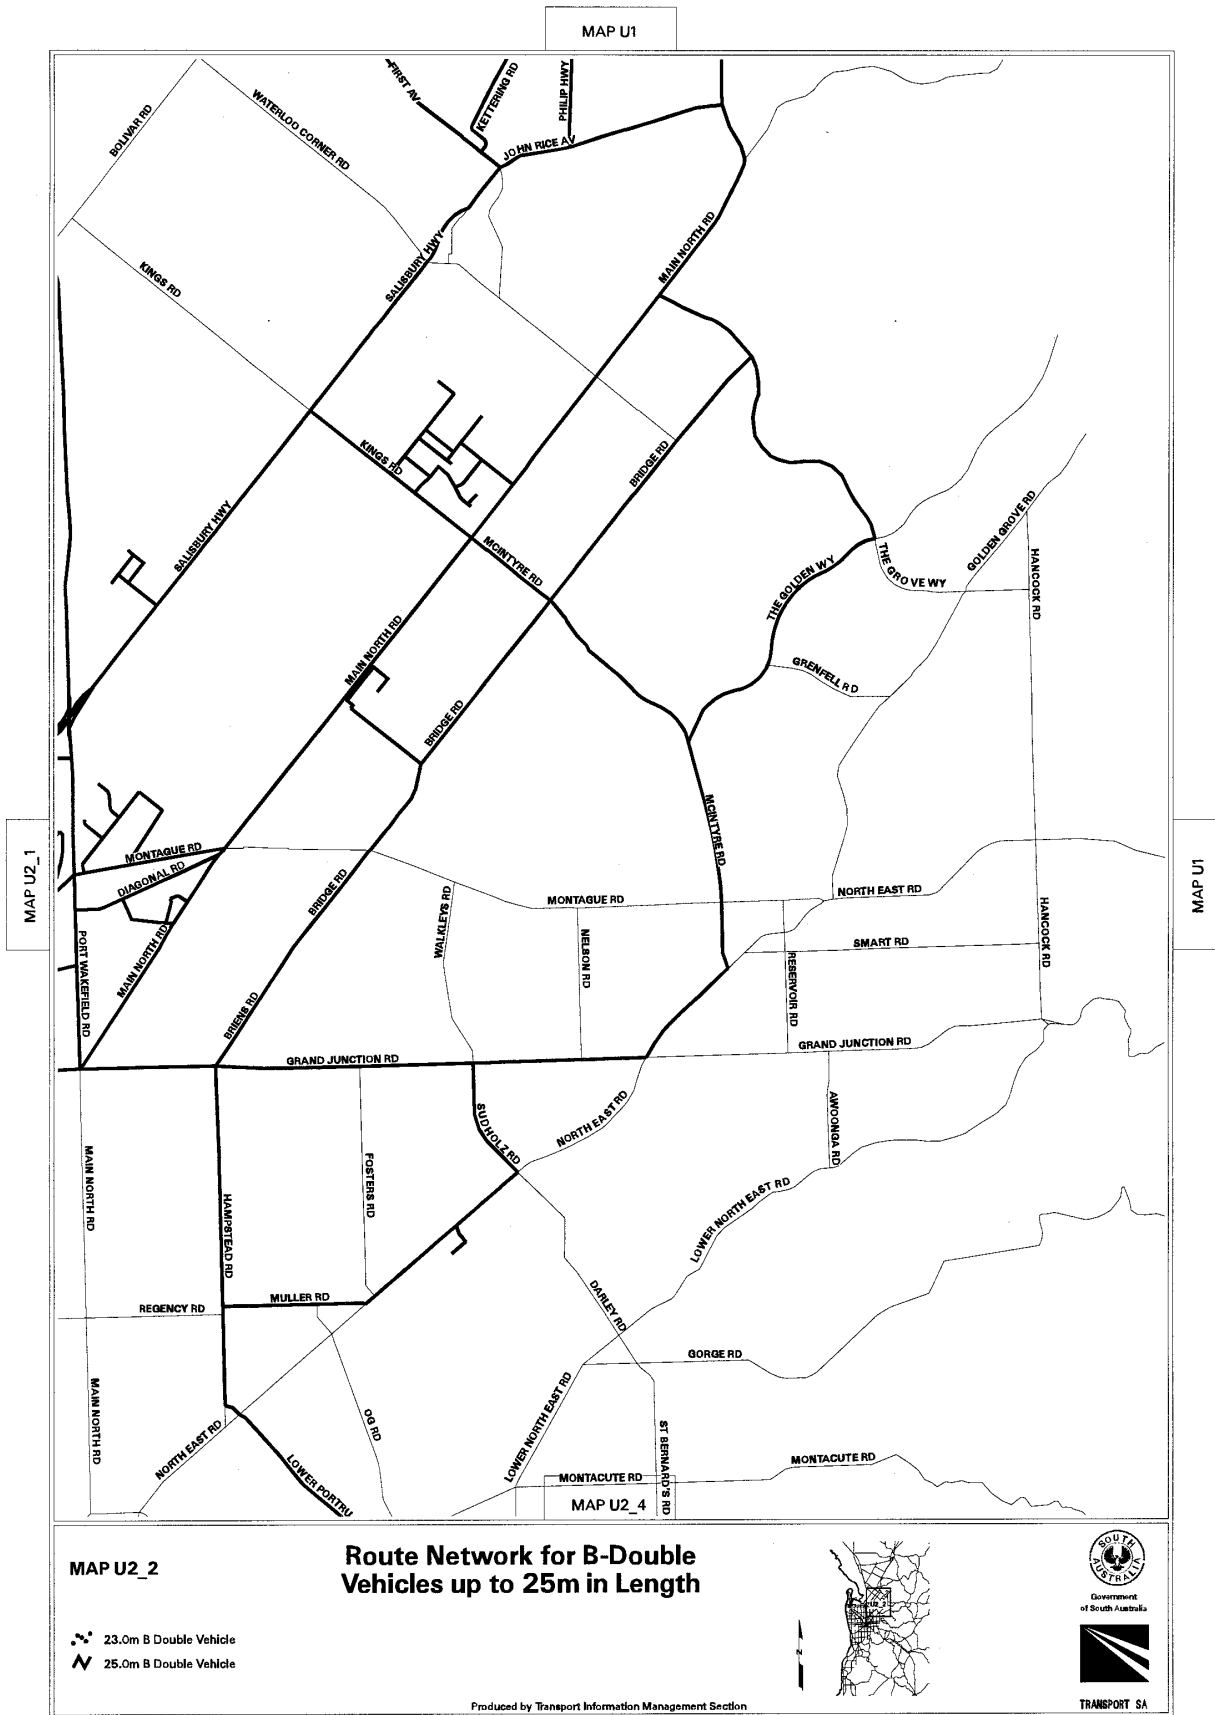 MAP U1
FIRST AV
KETTERING RD
PHILIP HWY
BOLIVAR RD
WATERLOO CORNER RD
JOHN RICE A
MAIN NORTH RD
SALISBURY HWY
KINGS RD
KINGS RD
BRIDGE RD
SALISBURY HWY
MCINTYRE RD
GOLDEN GROVE RD
THE GOLDEN WY
THE GROVE WY
HANCOCK RD
MAIN NORTH RD
GRENFELL RD
BRIDGE RD
MCINTYRE RD
MAP U2_1
MAP U1
MONTAGUE RD
DIAGONAL RD
BRIDGE RD
WALKLEYS RD
MONTAGUE RD
NORTH EAST RD
HANCOCK RD
PORT WAKEFIELD RD
MAIN NORTH RD
NELSON RD
SMART RD
RESERVOIR RD
BRIENS RD
GRAND JUNCTION RD
GRAND JUNCTION RD
SUDHOLZ RD
NORTH EAST RD
AWOONGA RD
MAIN NORTH RD
HAMPSTEAD RD
FOSTERS RD
LOWER NORTH EAST RD
REGENCY RD
MULLER RD
DARLEY RD
GORGE RD
MAIN NORTH RD
NORTH EAST RD
OG RD
LOWER NORTH EAST RD
ST BERNARD'S RD
LOWER PORTRU
MONTACUTE RD
MONTACUTE RD
MAP U2_4
MAP U2_2
Route Network for B-Double
Vehicles up to 25m in Length
23.0m B Double Vehicle
25.0m B Double Vehicle
U2_2
N
SOUTH
AUSTRALIA
Government
of South Australia
TRANSPORT SA
Produced by Transport Information Management Section